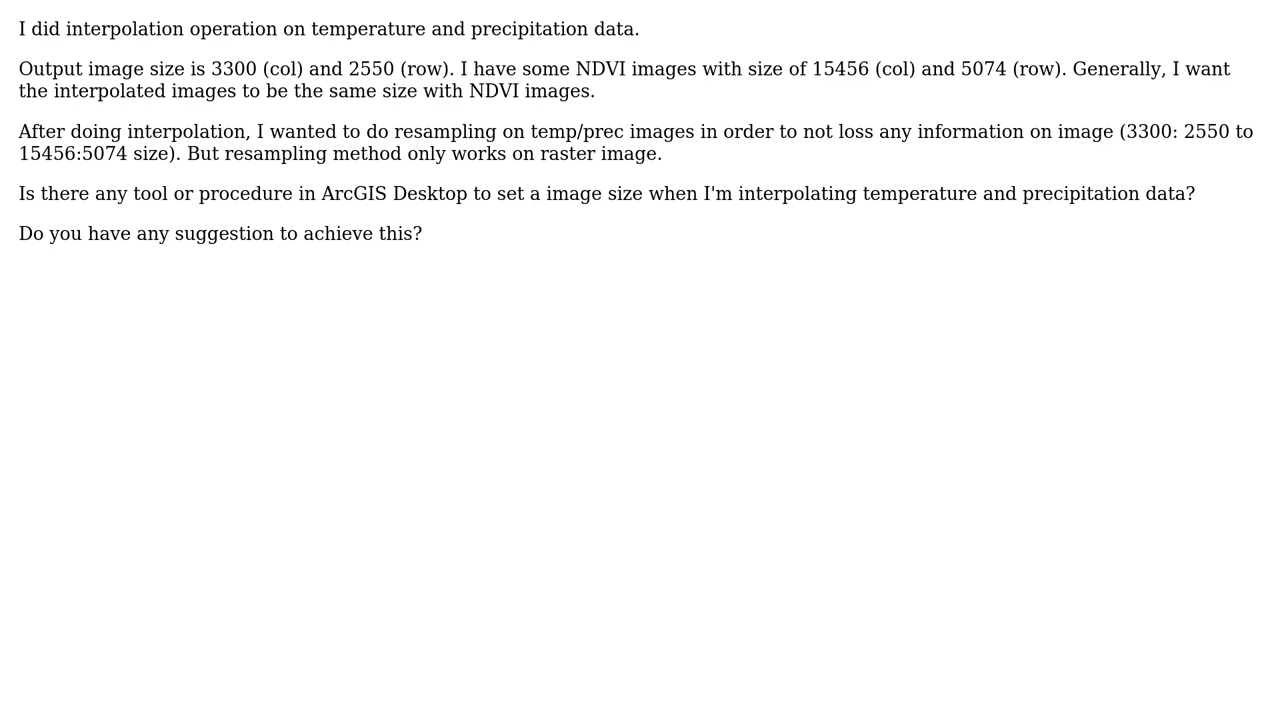 I did interpolation operation on temperature and precipitation data.
Output image size is 3300 (col) and 2550 (row). I have some NDVI images with size of 15456 (col) and 5074 (row). Generally, I want
the interpolated images to be the same size with NDVI images.
After doing interpolation, I wanted to do resampling on temp/prec images in order to not loss any information on image (3300: 2550 to
15456:5074 size). But resampling method only works on raster image.
Is there any tool or procedure in ArcGIS Desktop to set a image size when I'm interpolating temperature and precipitation data?
Do you have any suggestion to achieve this?